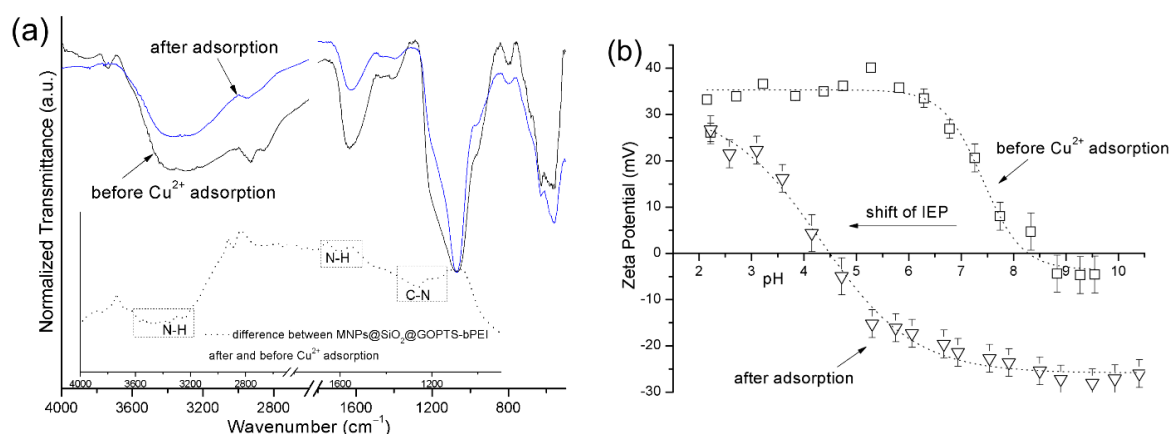 (a)
after adsorption
before Cu²⁺ adsorption
Normalized Transmittance (a.u.)
N-H
C-N
N-H
difference between MNPs@SiO₂@GOPTS-bPEI
after and before Cu²⁺ adsorption
4000 3600 3200 2800 1600 1200
4000 3600 3200 2800 1600 1200 800
Wavenumber (cm⁻¹)
(b)
40
30
20
10
0
-10
-20
-30
Zeta Potential (mV)
before Cu²⁺ adsorption
shift of IEP
2 3 4 5 6 7 8 9 10
pH
after adsorption